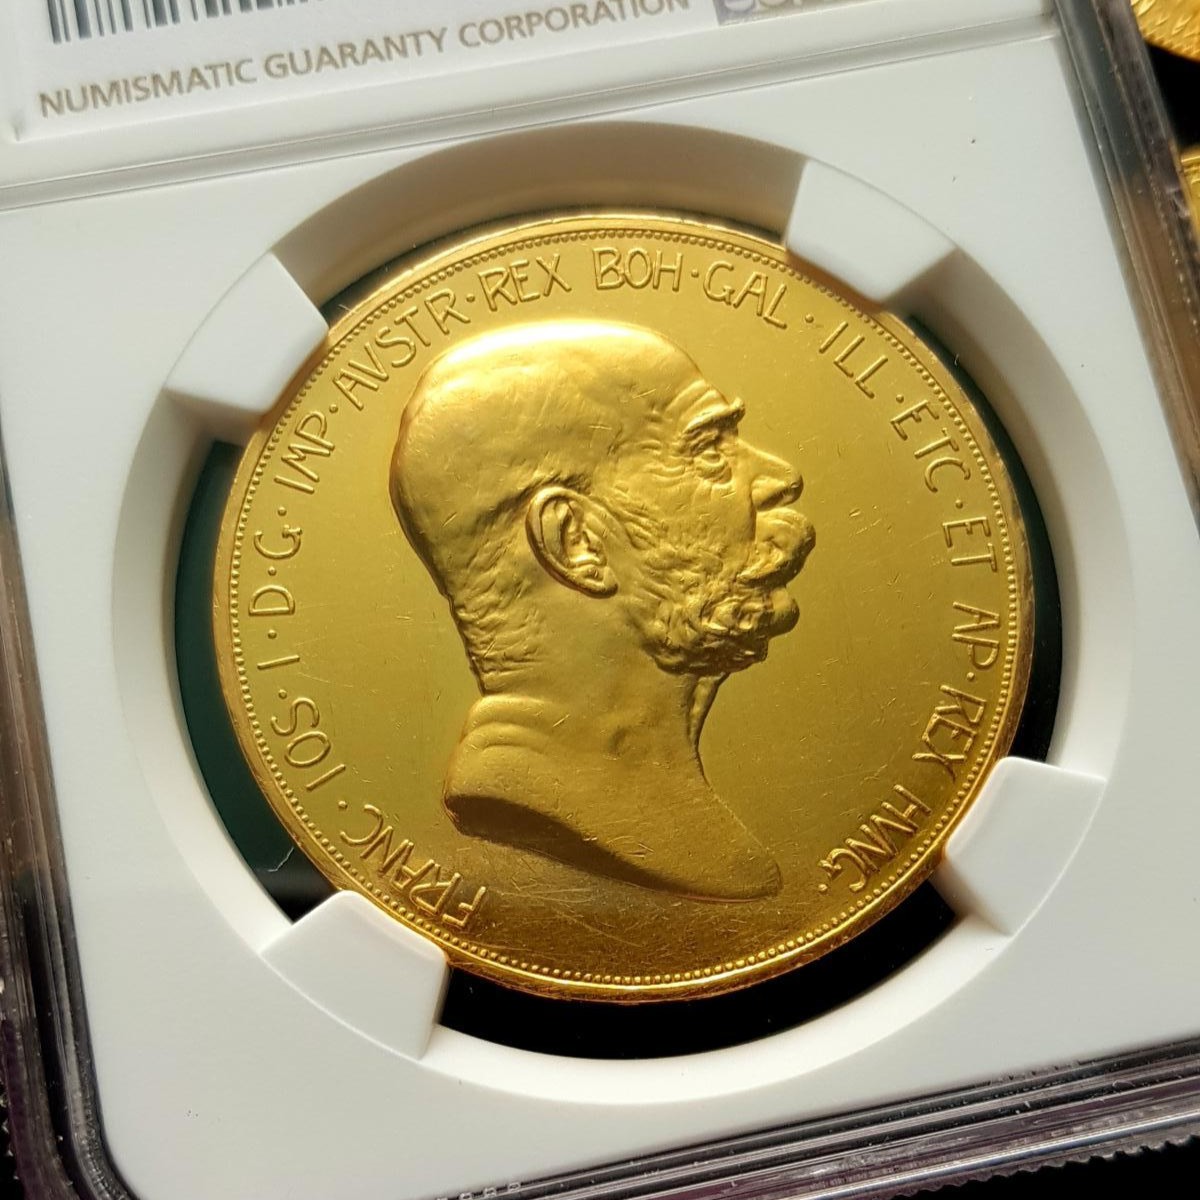 NUMISMATIC GUARANTY CORPORATION
FRANC · IOS · I · D · G · IMP · AVSTR · REX BOH · GAL · ILL · ETC · ET AP · REX HVNG ·